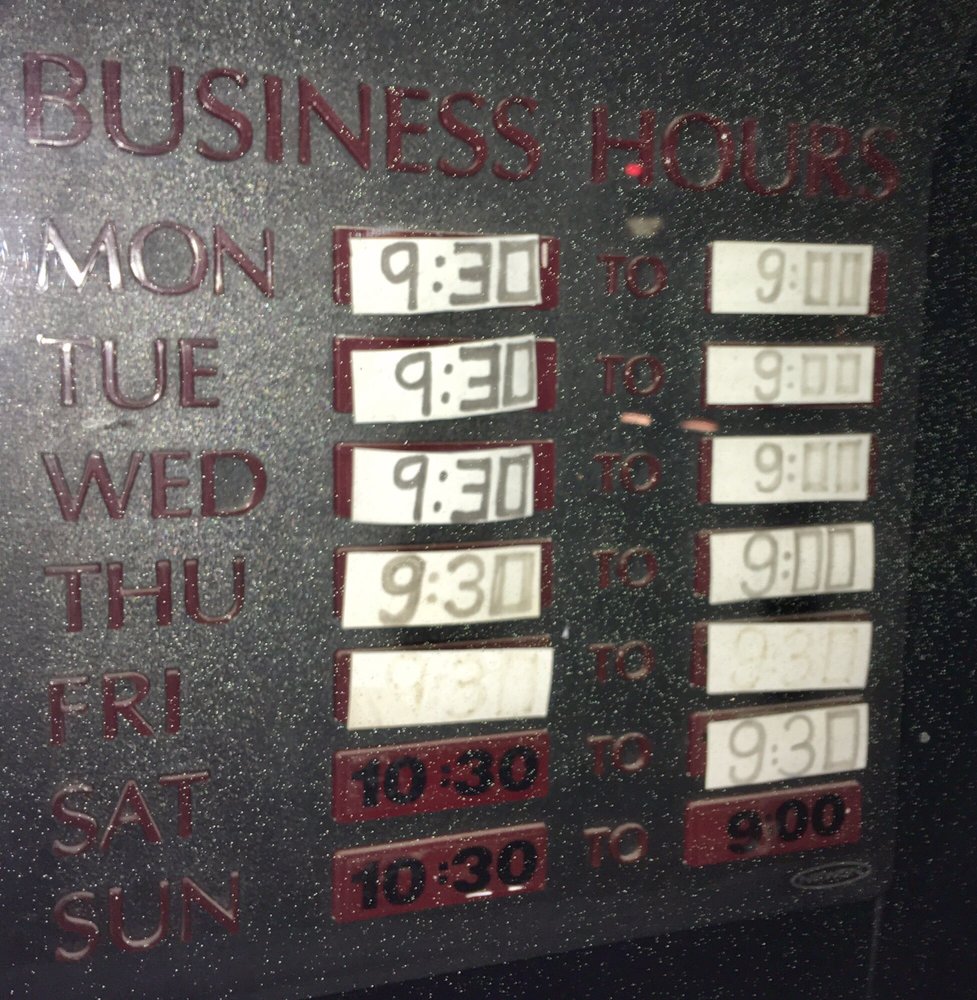 BUSINESS HOURS
MON 9:30 TO 9:00
TUE 9:30 TO 9:00
WED 9:30 TO 9:00
THU 9:30 TO 9:00
FRI 9:30 TO 9:30
SAT 10:30 TO 9:30
SUN 10:30 TO 9:00